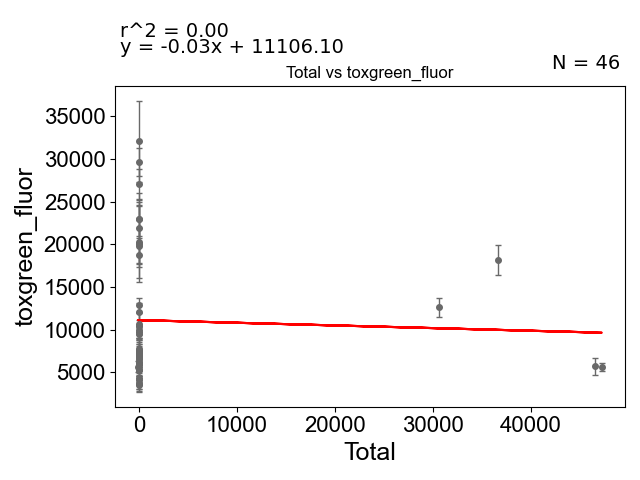 r^2 = 0.00
y = -0.03x + 11106.10
N = 46
Total vs toxgreen_fluor
35000
30000
25000
20000
15000
10000
5000
toxgreen_fluor
0 10000 20000 30000 40000
Total